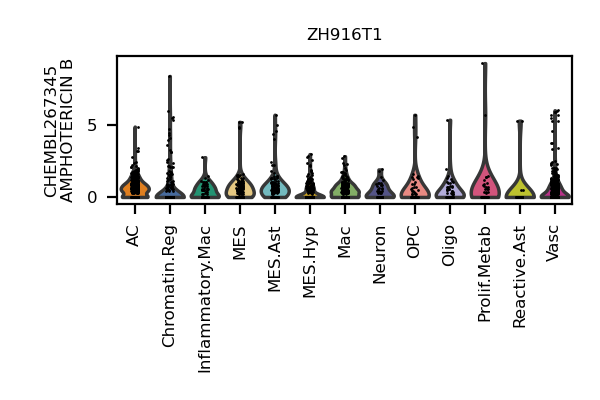 ZH916T1
CHEMBL267345
AMPHOTERICIN B
5
0
AC
Chromatin.Reg
Inflammatory.Mac
MES
MES.Ast
MES.Hyp
Mac
Neuron
OPC
Oligo
Prolif.Metab
Reactive.Ast
Vasc